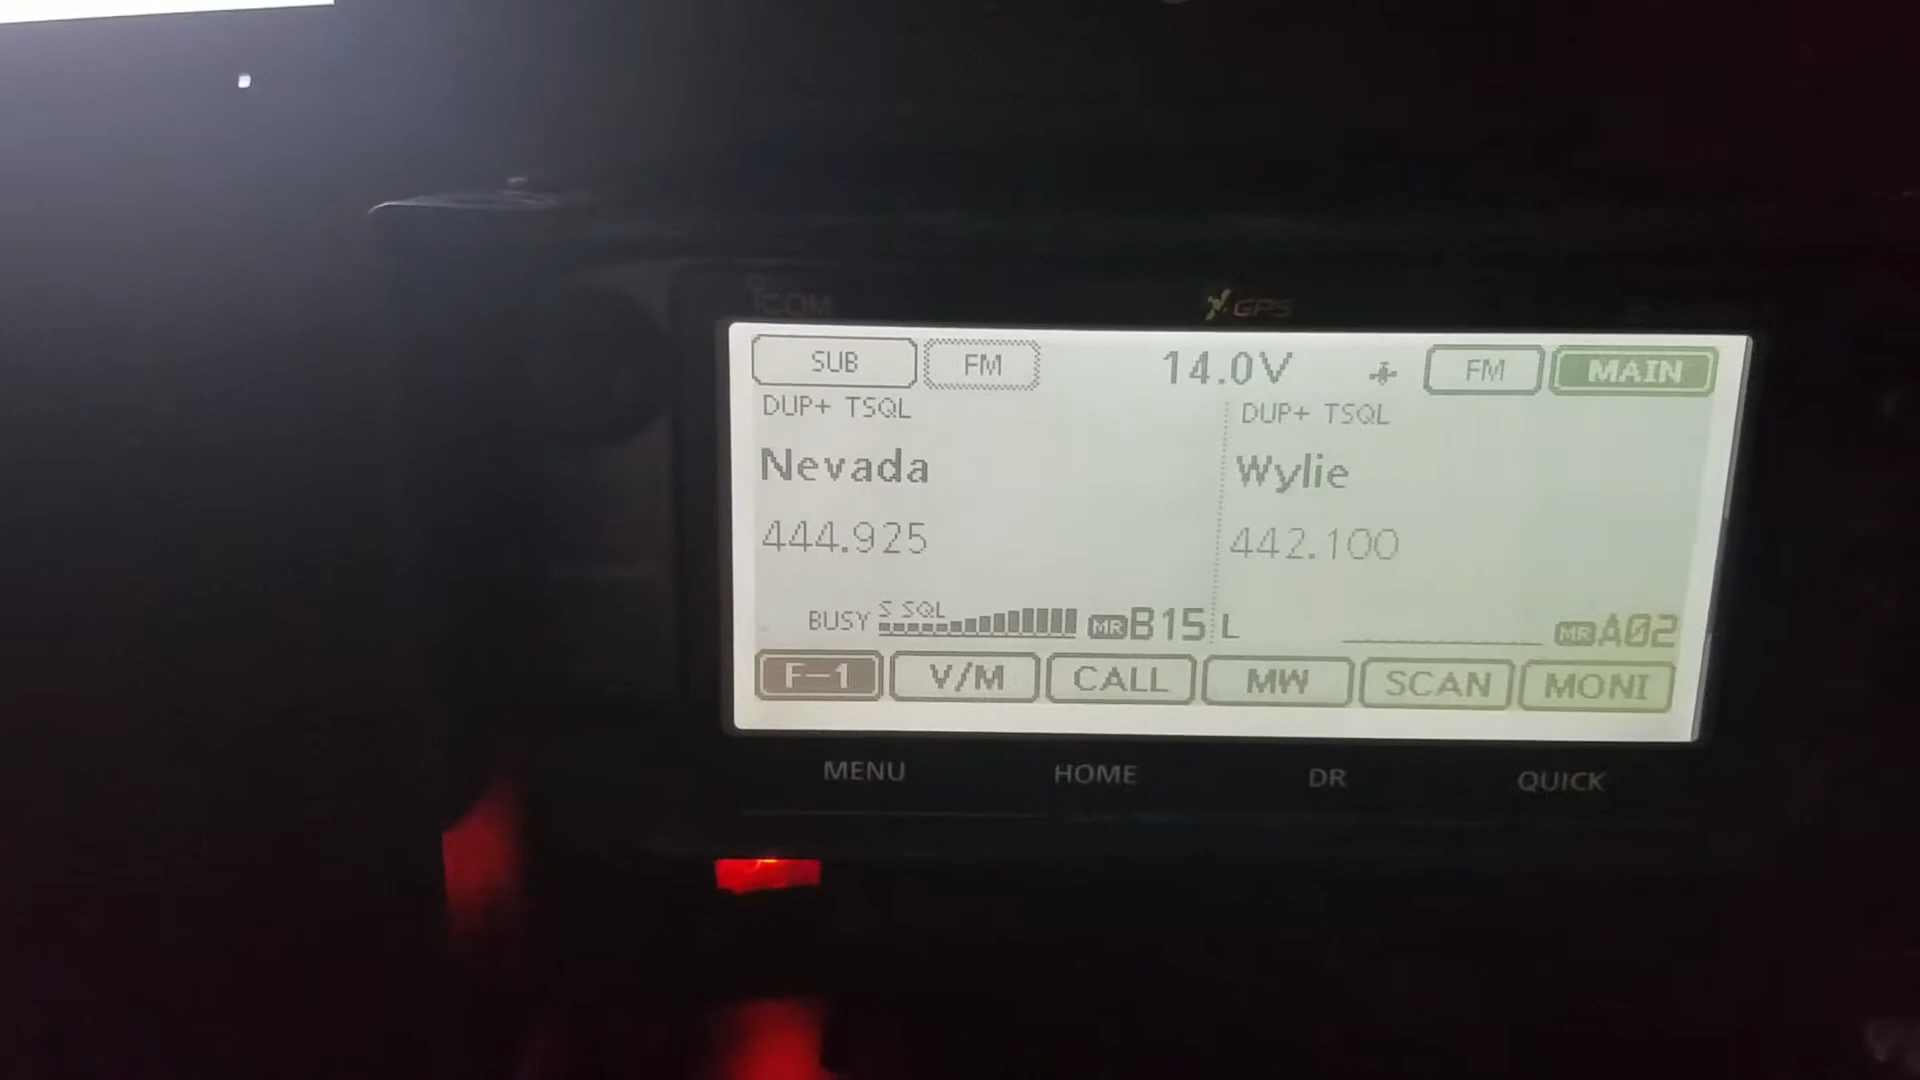 ICOM
GPS
SUB FM 14.0V FM MAIN
DUP+ TSQL
DUP+ TSQL
Nevada
Wylie
444.925
442.100
BUSY S SQL MR B15
L MR A02
F-1 V/M CALL MW SCAN MONI
MENU HOME DR QUICK